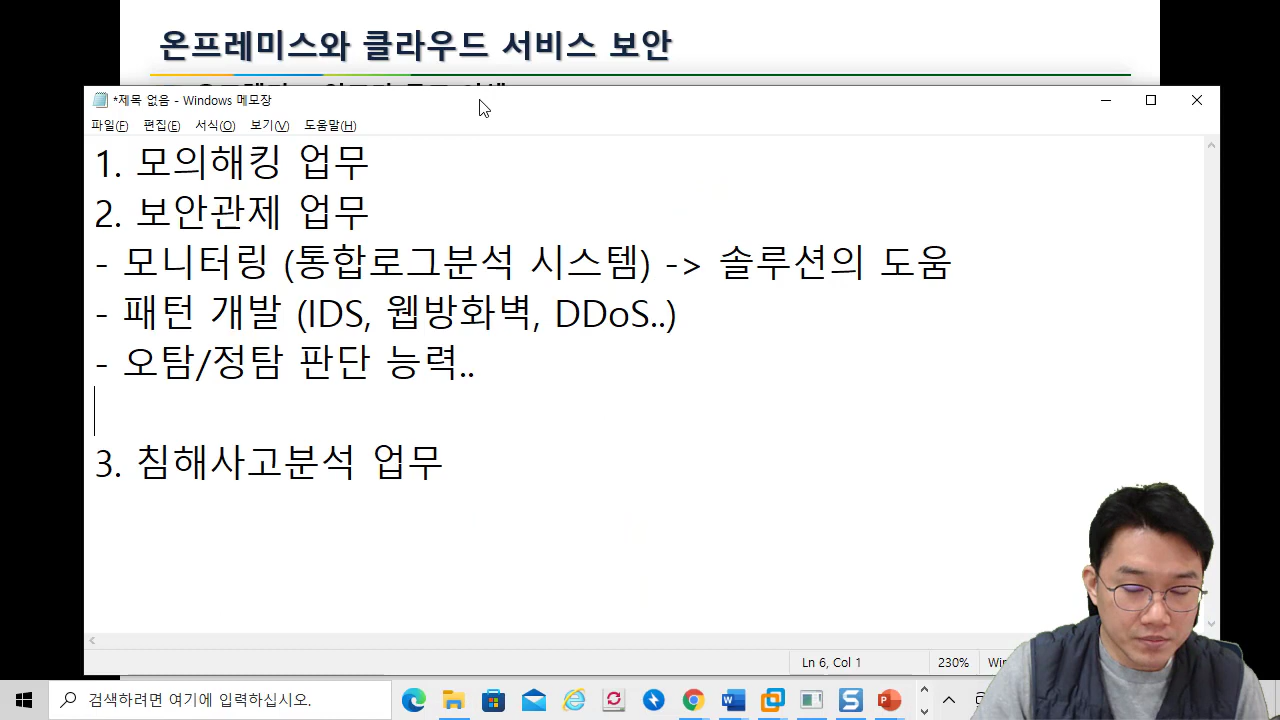 온프레미스와 클라우드 서비스 보안
*제목 없음 - Windows 메모장
파일(F) 편집(E) 서식(O) 보기(V) 도움말(H)
1. 모의해킹 업무
2. 보안관제 업무
- 모니터링 (통합로그분석 시스템) -> 솔루션의 도움
- 패턴 개발 (IDS, 웹방화벽, DDoS..)
- 오탐/정탐 판단 능력..
3. 침해사고분석 업무
Ln 6, Col 1 230%
검색하려면 여기에 입력하십시오.